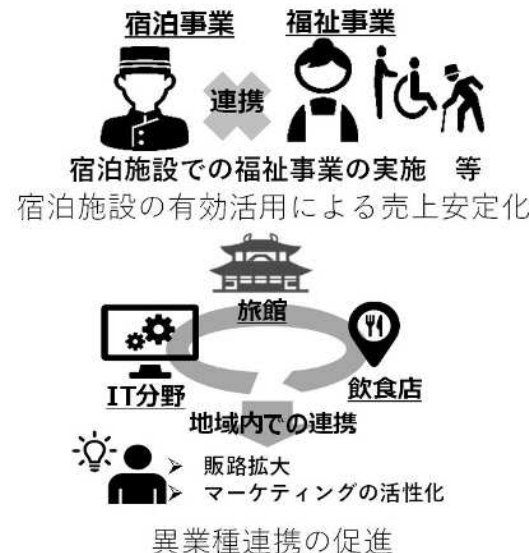 宿泊事業 福祉事業
連携
宿泊施設での福祉事業の実施 等
宿泊施設の有効活用による売上安定化
旅館
IT分野 飲食店
地域内での連携
➢ 販路拡大
➢ マーケティングの活性化
異業種連携の促進